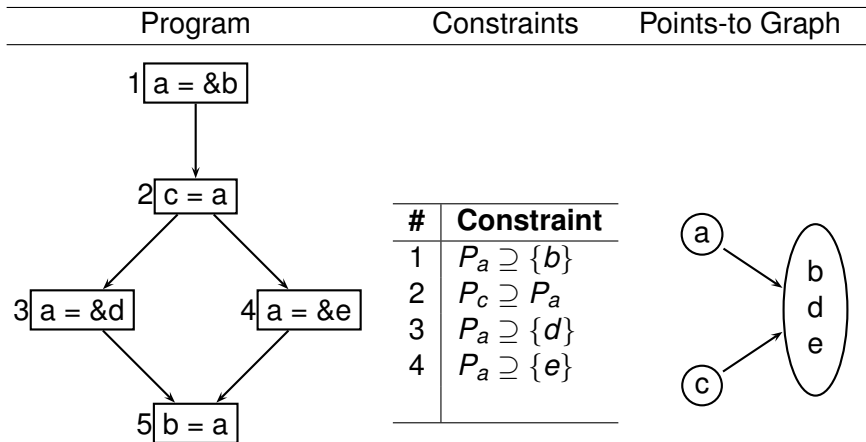 Program
Constraints
Points-to Graph
1 a = &b
2 c = a
3 a = &d
4 a = &e
5 b = a
# Constraint
1 Pₐ ⊇ {b}
2 P_c ⊇ Pₐ
3 Pₐ ⊇ {d}
4 Pₐ ⊇ {e}
a
c
b
d
e